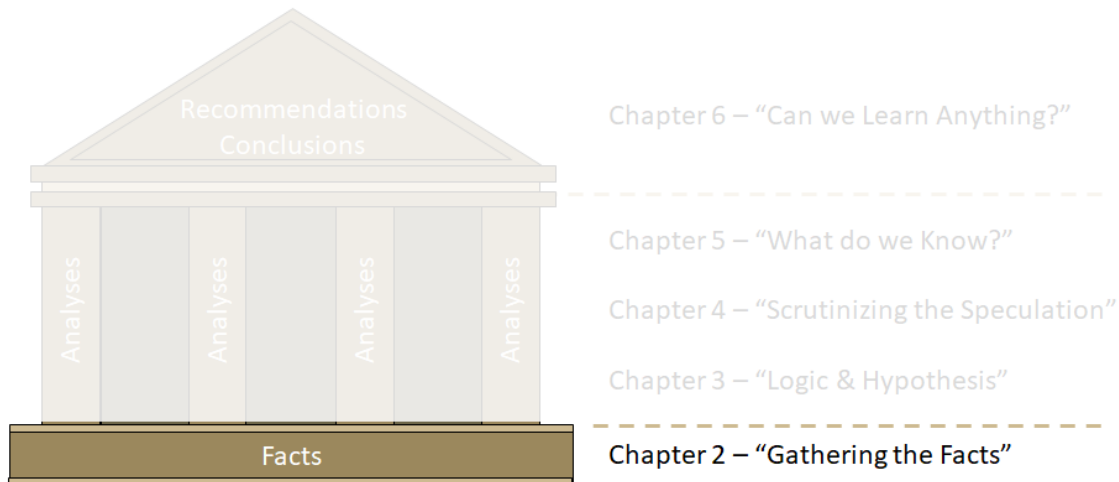 Recommendations
Conclusions
Chapter 6 – “Can we Learn Anything?”
Analyses
Analyses
Analyses
Analyses
Chapter 5 – “What do we Know?”
Chapter 4 – “Scrutinizing the Speculation”
Chapter 3 – “Logic & Hypothesis”
Facts
Chapter 2 – “Gathering the Facts”